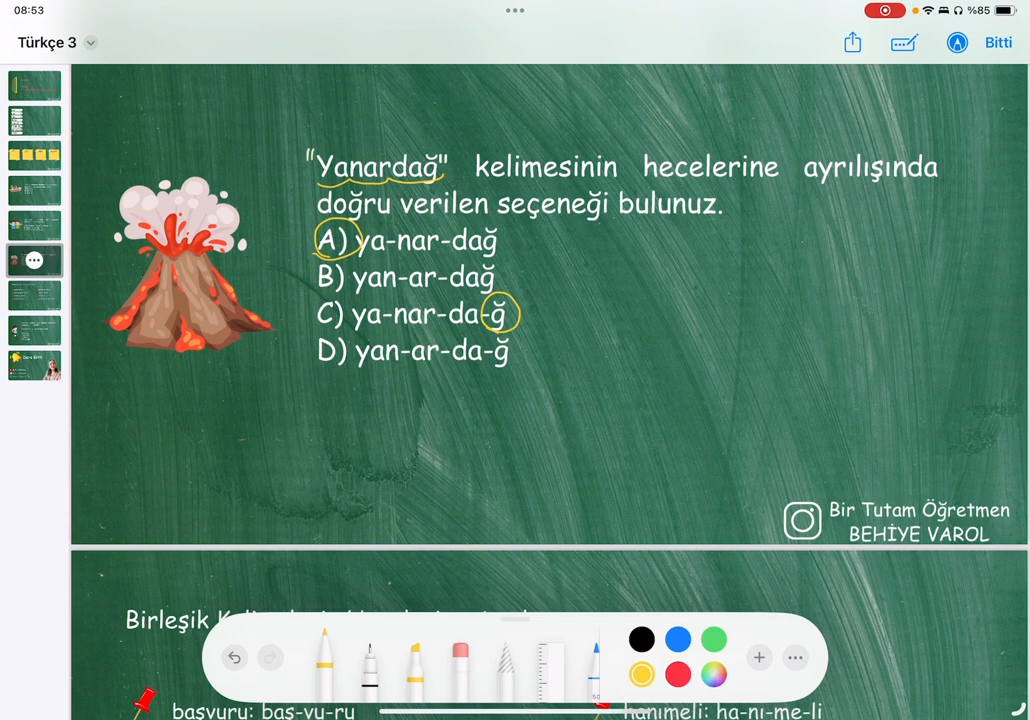 08:53
%85
Türkçe 3
Bitti
"Yanardağ" kelimesinin hecelerine ayrılışında
doğru verilen seçeneği bulunuz.
A) ya-nar-dağ
B) yan-ar-dağ
C) ya-nar-da-ğ
D) yan-ar-da-ğ
Bir Tutam Öğretmen
BEHİYE VAROL
Birleşik
50
başvuru: baş-vu-ru
hanımeli: ha-nı-me-li